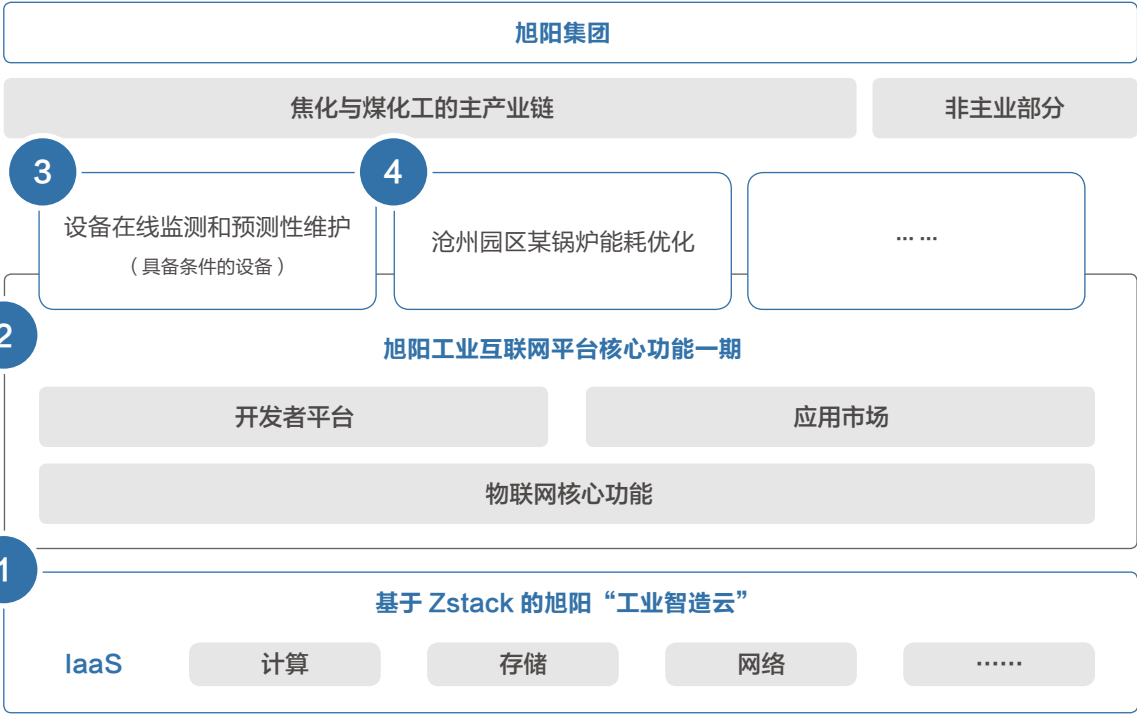 旭阳集团
焦化与煤化工的主产业链
非主业部分
3
4
设备在线监测和预测性维护
（具备条件的设备）
沧州园区某锅炉能耗优化
... ...
2
旭阳工业互联网平台核心功能一期
开发者平台
应用市场
物联网核心功能
1
基于 Zstack 的旭阳“工业智造云”
IaaS
计算
存储
网络
······